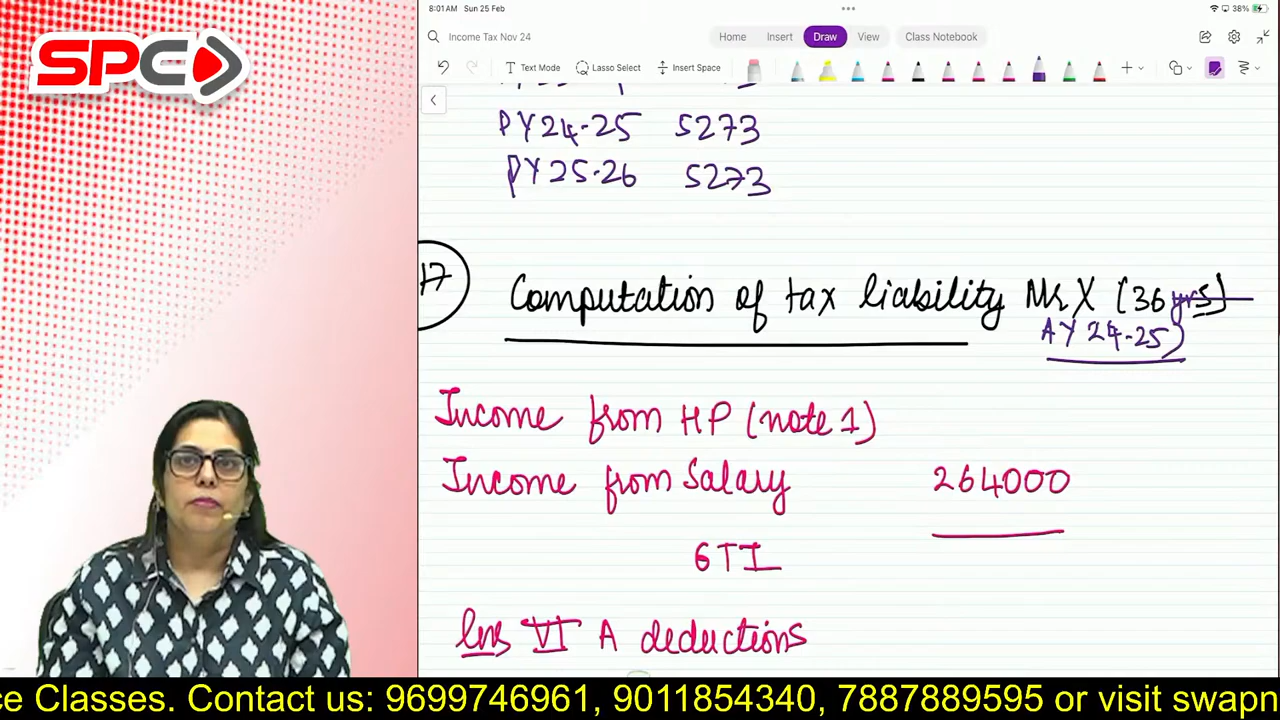 8:01 AM Sun 25 Feb
38%
SPC
Income Tax Nov 24
Home Insert Draw View Class Notebook
Text Mode Lasso Select Insert Space
PY24-25 5273
PY25-26 5273
17 Computation of tax liability Mr X (36 yrs)
AY 24-25)
Income from HP (note 1)
Income from Salary 264000
GTI
less VI A deductions
ce Classes. Contact us: 9699746961, 9011854340, 7887889595 or visit swapn